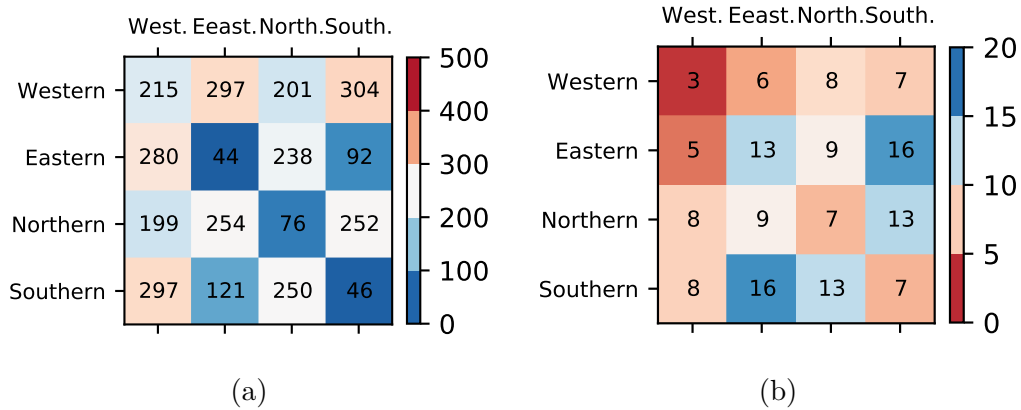 West. Eeast. North. South.
Western 215 297 201 304
Eastern 280 44 238 92
Northern 199 254 76 252
Southern 297 121 250 46
500
400
300
200
100
0
(a)
West. Eeast. North. South.
Western 3 6 8 7
Eastern 5 13 9 16
Northern 8 9 7 13
Southern 8 16 13 7
20
15
10
5
0
(b)